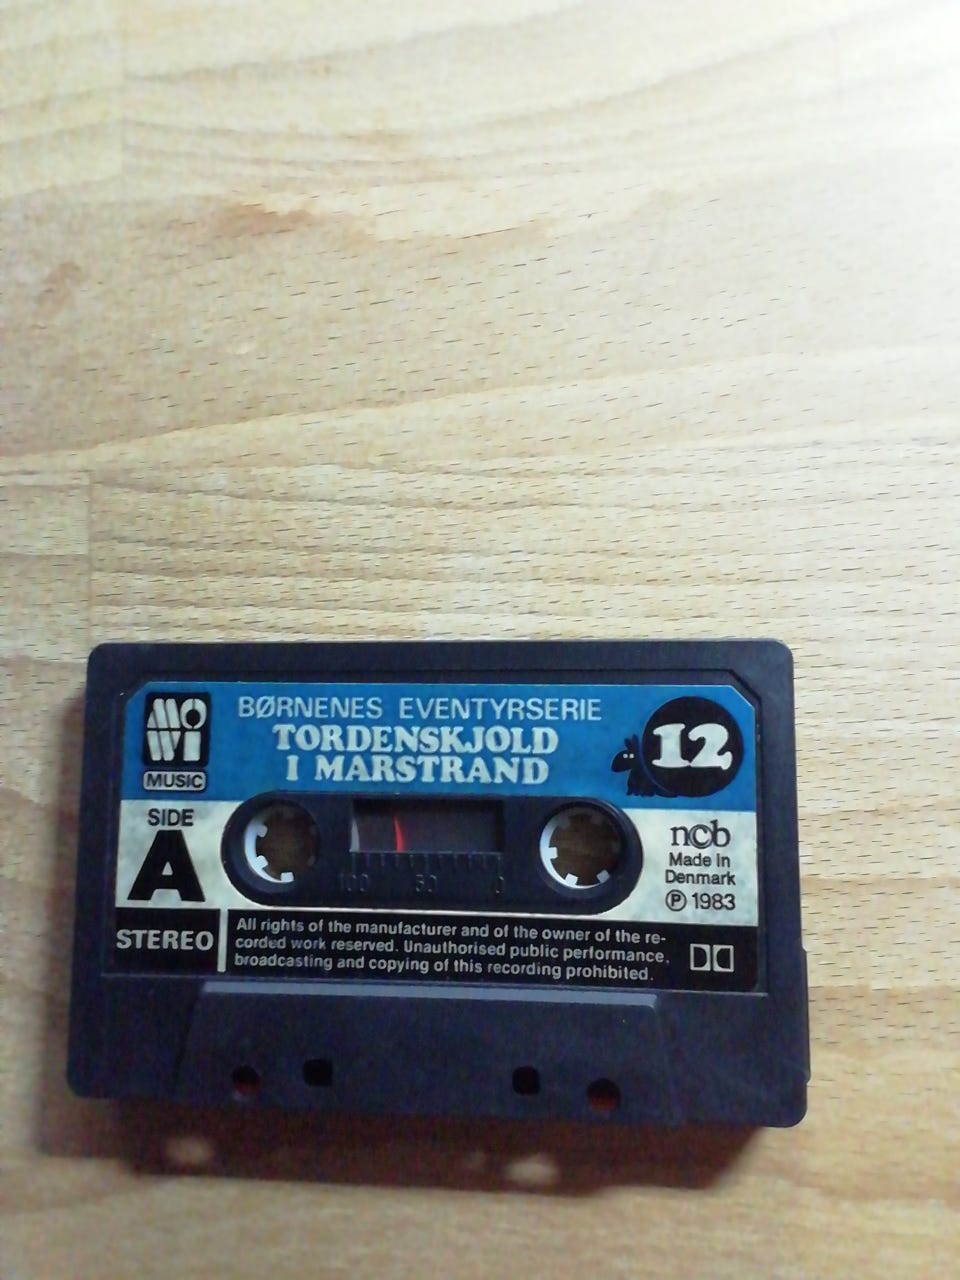 MOWI
MUSIC
BØRNENES EVENTYRSERIE
TORDENSKJOLD
I MARSTRAND
12
SIDE
A
STEREO
100 50 0
ncb
Made in
Denmark
Ⓟ 1983
All rights of the manufacturer and of the owner of the re-
corded work reserved. Unauthorised public performance,
broadcasting and copying of this recording prohibited.